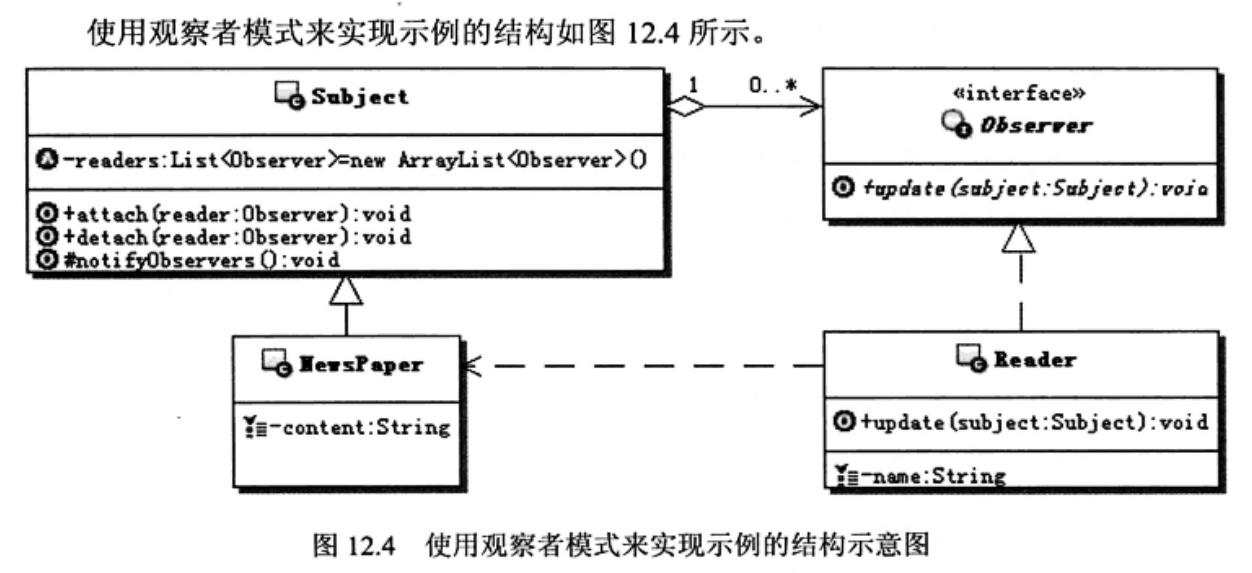 使用观察者模式来实现示例的结构如图 12.4 所示。
Subject
-readers:List<Observer>=new ArrayList<Observer>()
+attach(reader:Observer):void
+detach(reader:Observer):void
#notifyObservers():void
1
0..*
«interface»
Observer
+update(subject:Subject):void
NewsPaper
-content:String
Reader
+update(subject:Subject):void
-name:String
图 12.4 使用观察者模式来实现示例的结构示意图